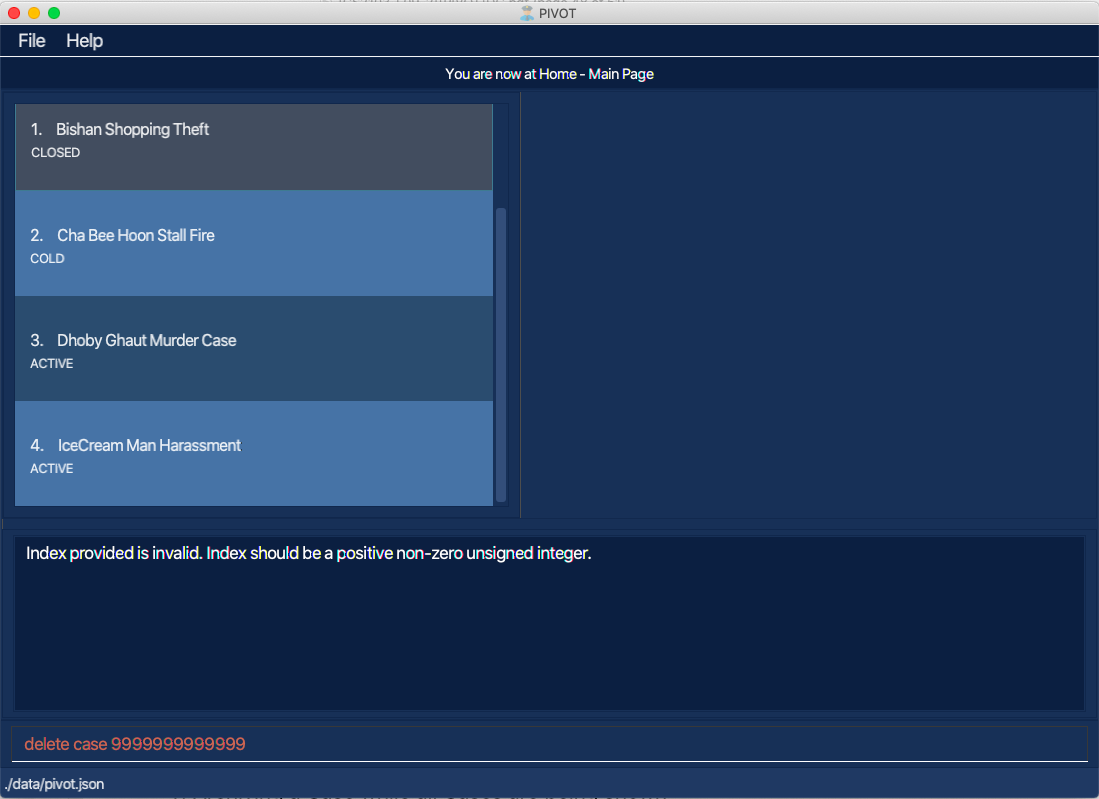 PIVOT
File Help
You are now at Home - Main Page
1. Bishan Shopping Theft
CLOSED
2. Cha Bee Hoon Stall Fire
COLD
3. Dhoby Ghaut Murder Case
ACTIVE
4. IceCream Man Harassment
ACTIVE
Index provided is invalid. Index should be a positive non-zero unsigned integer.
delete case 9999999999999
./data/pivot.json